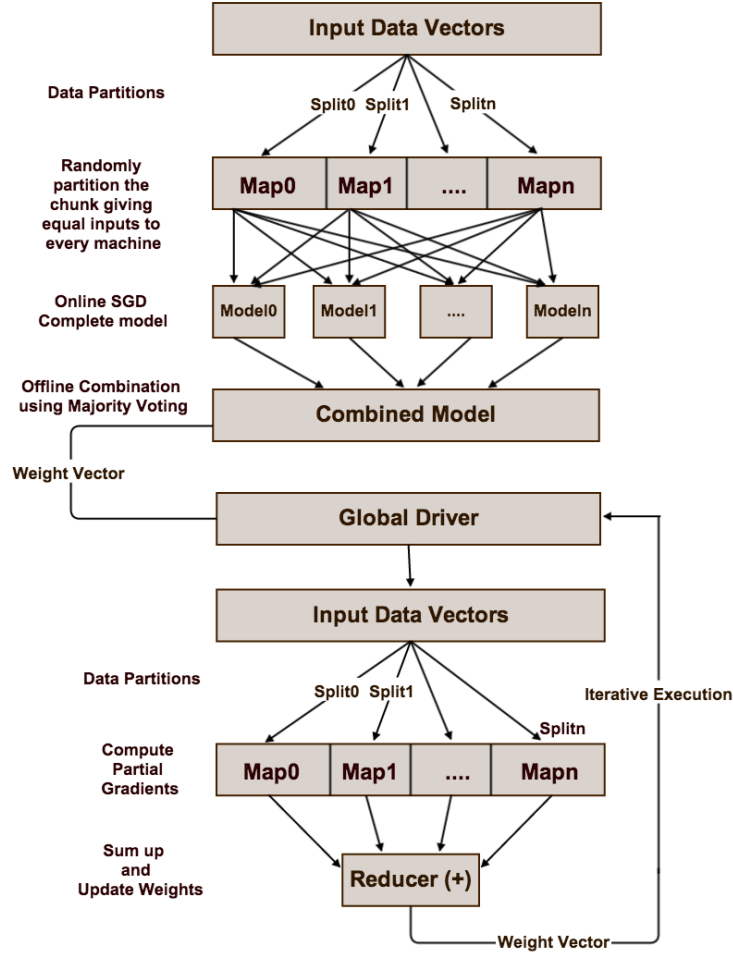 Input Data Vectors
Data Partitions
Split0
Split1
Splitn
Randomly
partition the
chunk giving
equal inputs to
every machine
Map0
Map1
....
Mapn
Online SGD
Complete model
Model0
Model1
....
Modeln
Offline Combination
using Majority Voting
Combined Model
Weight Vector
Global Driver
Input Data Vectors
Data Partitions
Split0
Split1
Splitn
Iterative Execution
Compute
Partial
Gradients
Map0
Map1
....
Mapn
Sum up
and
Update Weights
Reducer (+)
Weight Vector